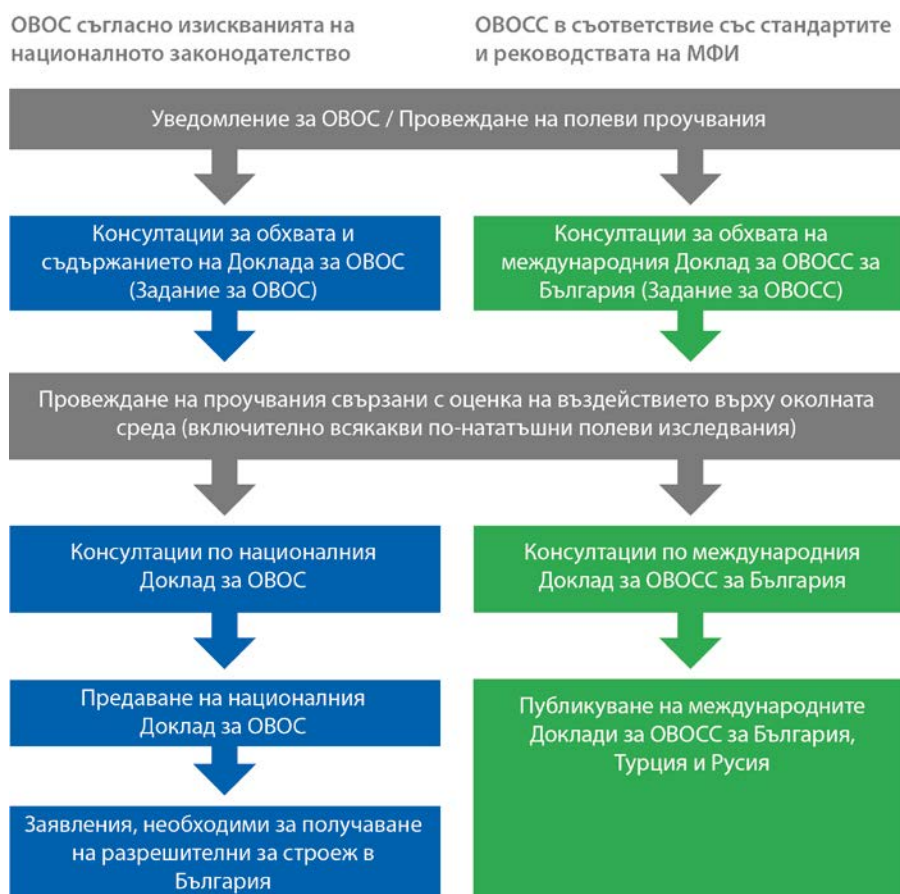 ОВОС съгласно изискванията на
националното законодателство
ОВОСС в съответствие със стандартите
и реководствата на МФИ
Уведомление за ОВОС / Провеждане на полеви проучвания
Консултации за обхвата и
съдържанието на Доклада за ОВОС
(Задание за ОВОС)
Консултации за обхвата на
международния Доклад за ОВОСС за
България (Задание за ОВОСС)
Провеждане на проучвания свързани с оценка на въздействието върху околната
среда (включително всякакви по-нататъшни полеви изследвания)
Консултации по националния
Доклад за ОВОС
Консултации по международния
Доклад за ОВОСС за България
Предаване на националния
Доклад за ОВОС
Публикуване на международните
Доклади за ОВОСС за България,
Турция и Русия
Заявления, необходими за получаване
на разрешителни за строеж в
България